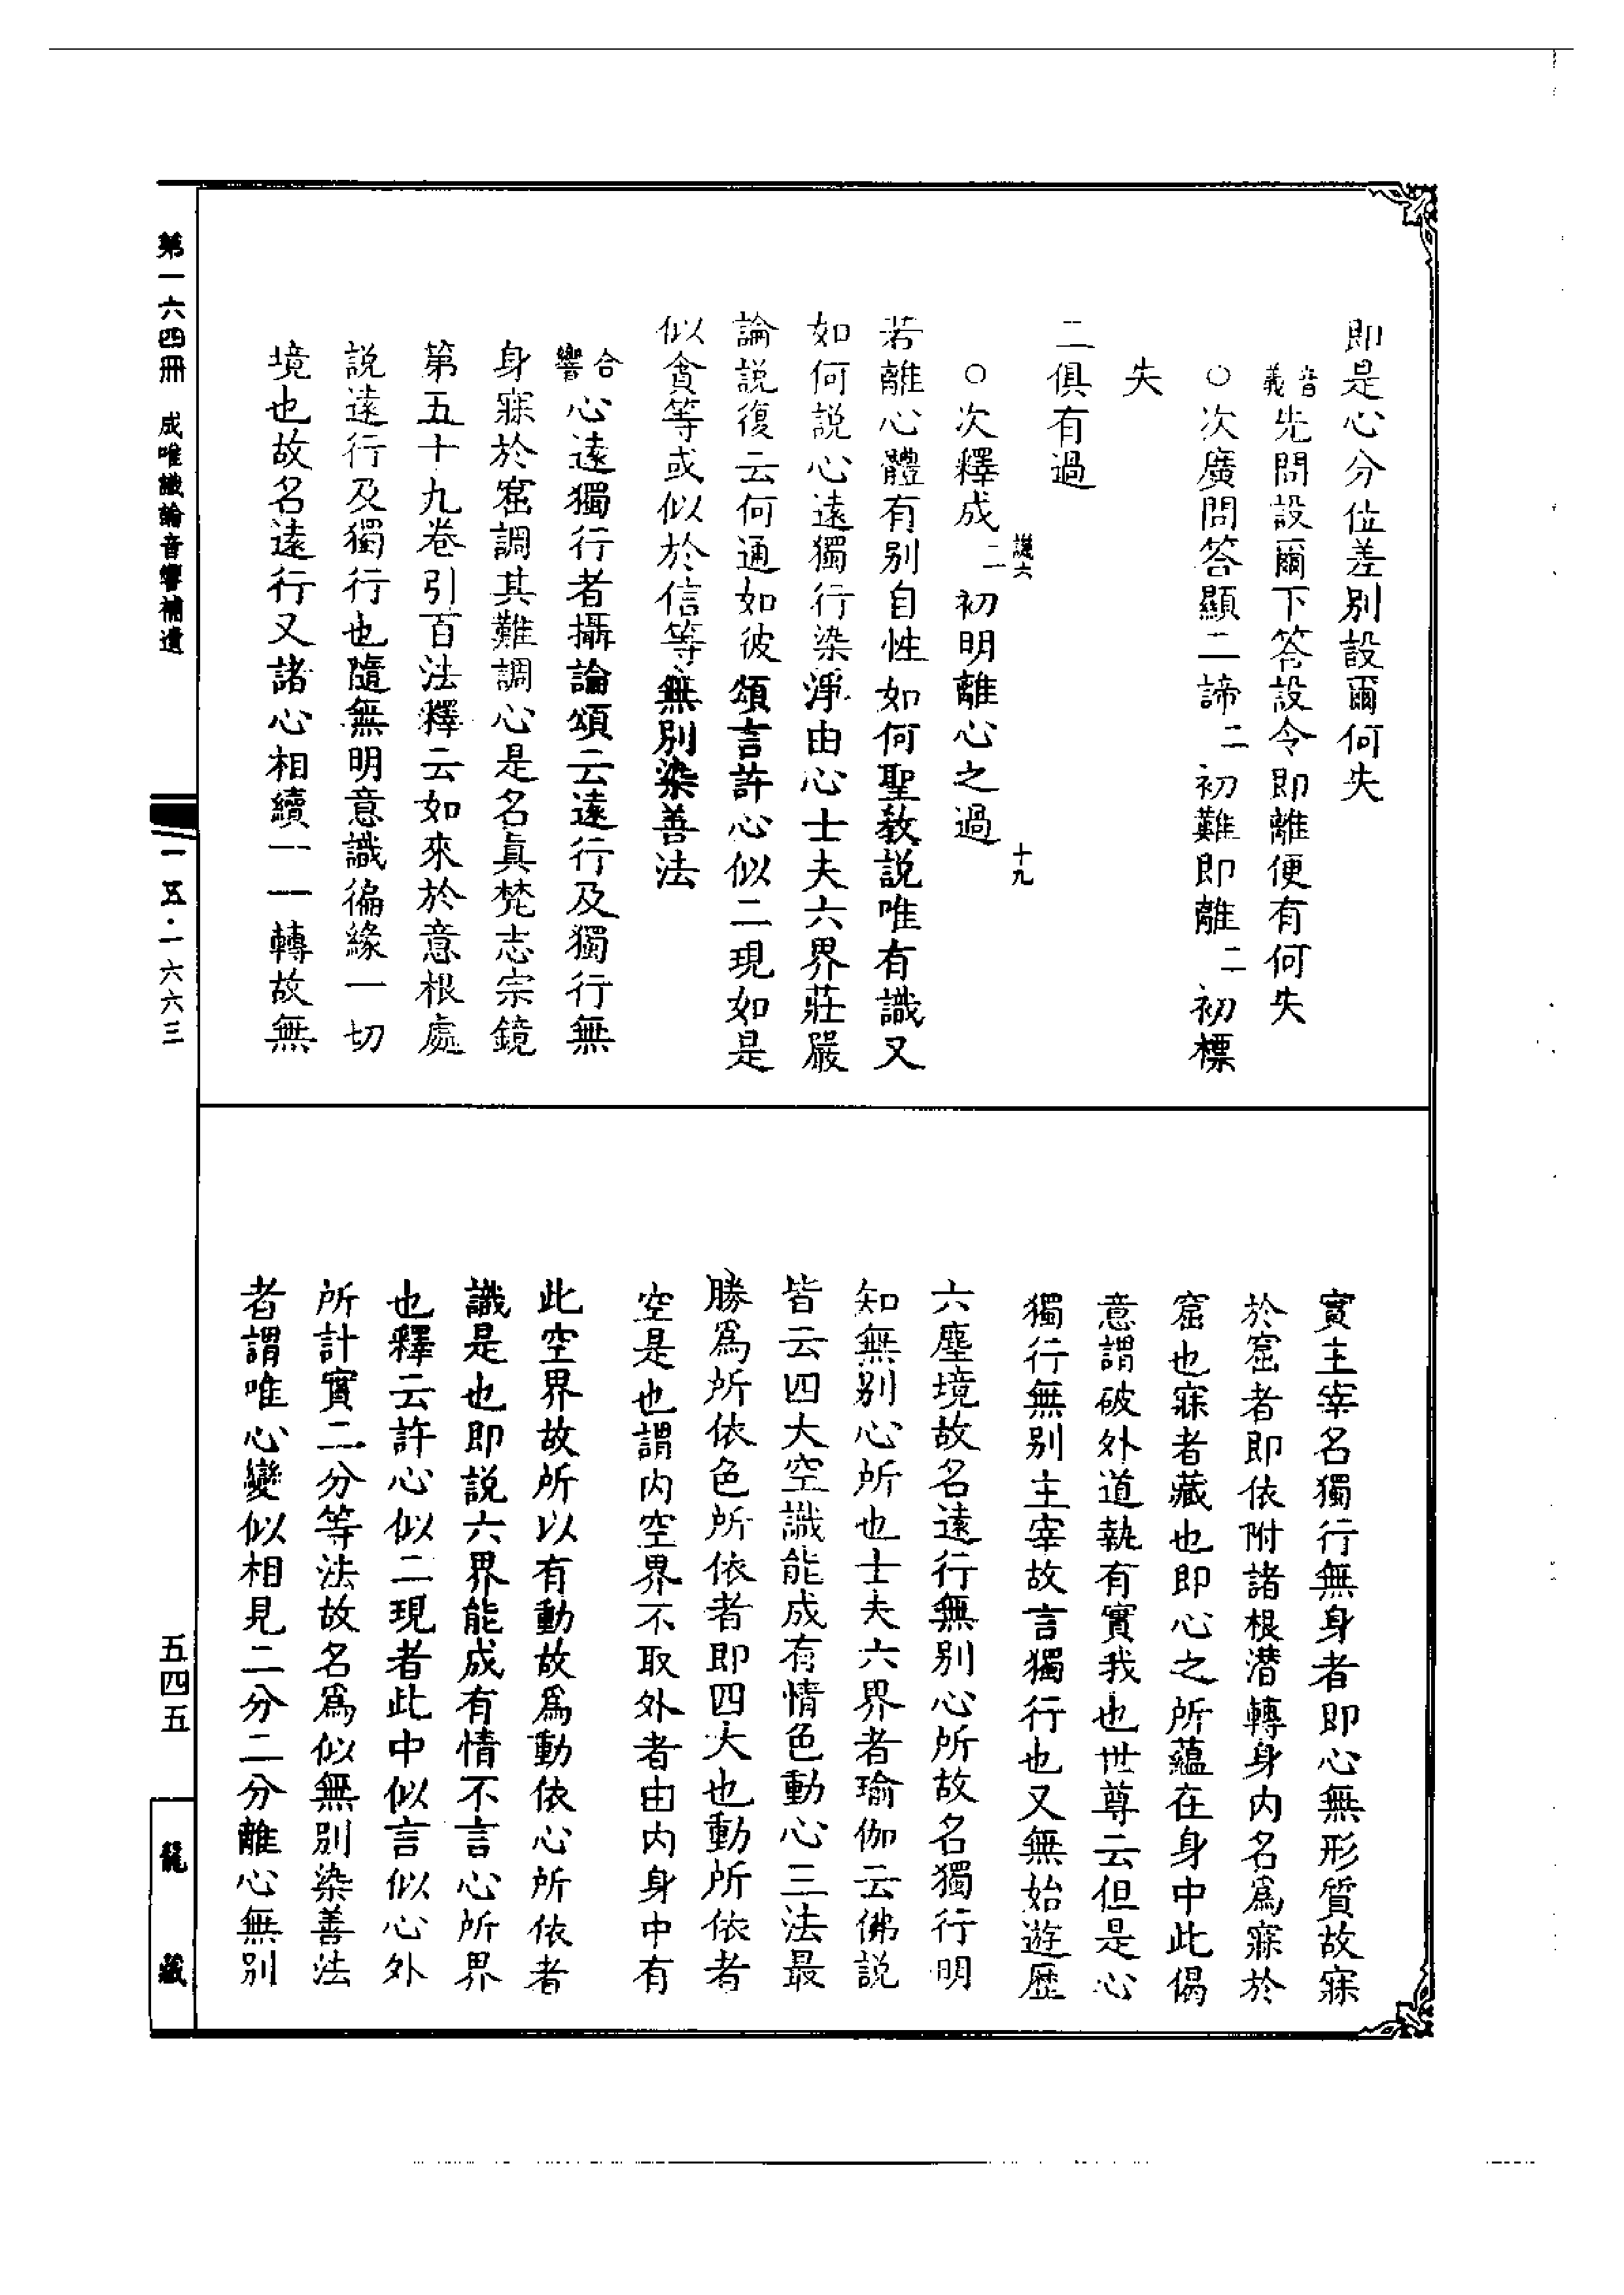 即是心分位差別設爾何失
音義先問設爾下答設令即離便有何失
○次廣問答顯二諦二初難即離二初標
失
二俱有過
○次釋成二初明離心之過
說六
十九
若離心體有別自性如何聖教説唯有識又
如何説心遠獨行染淨由心士夫六界莊嚴
論説復云何通如彼頌言許心似二現如是
似貪等或似於信等無別染善法
合響心遠獨行者攝論頌云遠行及獨行無
身寐於窟調其難調心是名眞梵志宗鏡
第五十九卷引百法釋云如來於意根處
説遠行及獨行也隨無明意識徧緣一切
境也故名遠行又諸心相續一一轉故無
實主宰名獨行無身者即心無形質故寐
於窟者即依附諸根潛轉身内名爲寐於
窟也寐者藏也即心之所蘊在身中此偈
意謂破外道執有實我也世尊云但是心
獨行無别主宰故言獨行也又無始遊歷
六塵境故名遠行無别心所故名獨行明
知無别心所也士夫六界者瑜伽云佛説
皆云四大空識能成有情色動心三法最
勝爲所依色所依者即四大也動所依者
空是也謂内空界不取外者由内身中有
此空界故所以有動故爲動依心所依者
識是也即説六界能成有情不言心所界
也釋云許心似二現者此中似言似心外
所計實二分等法故名爲似無別染善法
者謂唯心變似相見二分二分離心無別
第一六四冊 成唯識論音響補遺
一五·一六六三
五四五
龍藏